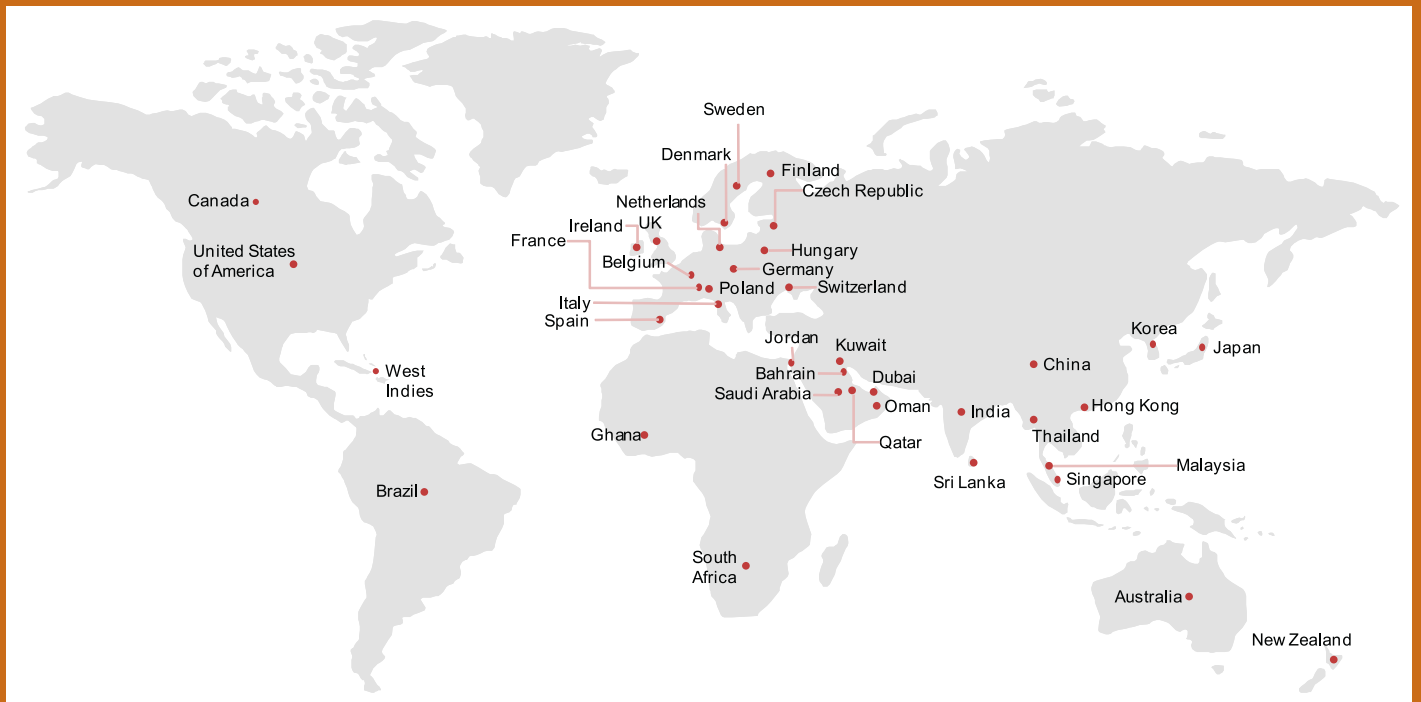 Sweden
Denmark
Finland
Czech Republic
Netherlands
Canada
Ireland
UK
France
United States
of America
Hungary
Belgium
Germany
Poland
Switzerland
Italy
Spain
Jordan
Kuwait
Korea
Japan
China
West
Indies
Bahrain
Dubai
Saudi Arabia
Oman
India
Hong Kong
Ghana
Qatar
Thailand
Malaysia
Sri Lanka
Singapore
Brazil
South
Africa
Australia
New Zealand